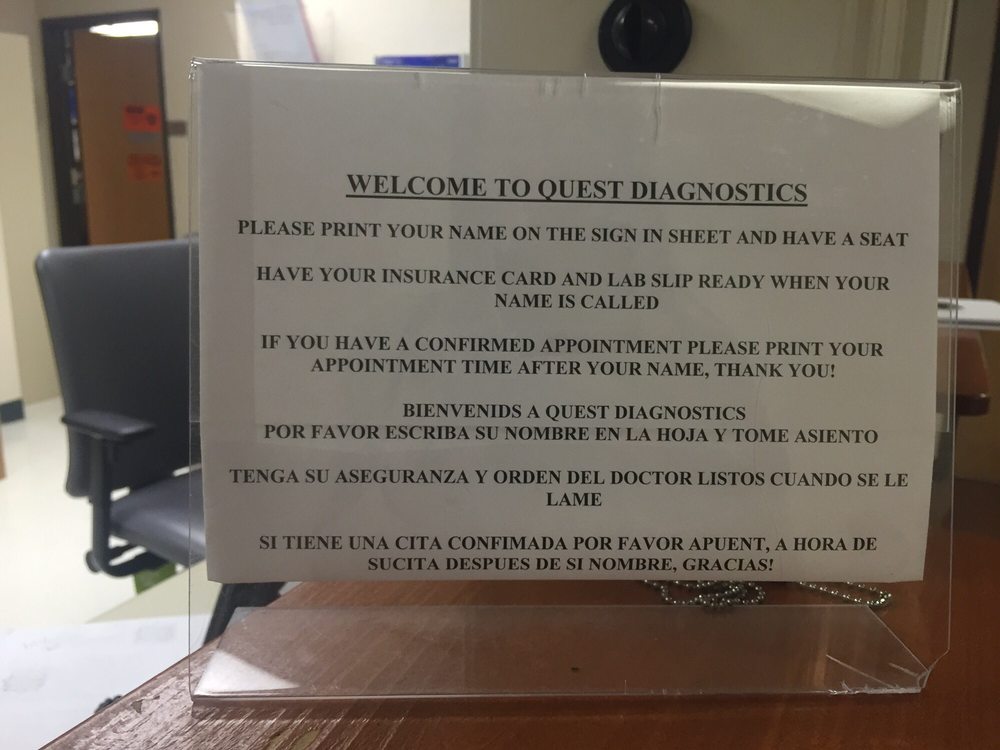 WELCOME TO QUEST DIAGNOSTICS
PLEASE PRINT YOUR NAME ON THE SIGN IN SHEET AND HAVE A SEAT
HAVE YOUR INSURANCE CARD AND LAB SLIP READY WHEN YOUR
NAME IS CALLED
IF YOU HAVE A CONFIRMED APPOINTMENT PLEASE PRINT YOUR
APPOINTMENT TIME AFTER YOUR NAME, THANK YOU!
BIENVENIDS A QUEST DIAGNOSTICS
POR FAVOR ESCRIBA SU NOMBRE EN LA HOJA Y TOME ASIENTO
TENGA SU ASEGURANZA Y ORDEN DEL DOCTOR LISTOS CUANDO SE LE
LAME
SI TIENE UNA CITA CONFIMADA POR FAVOR APUENT, A HORA DE
SUCITA DESPUES DE SI NOMBRE, GRACIAS!